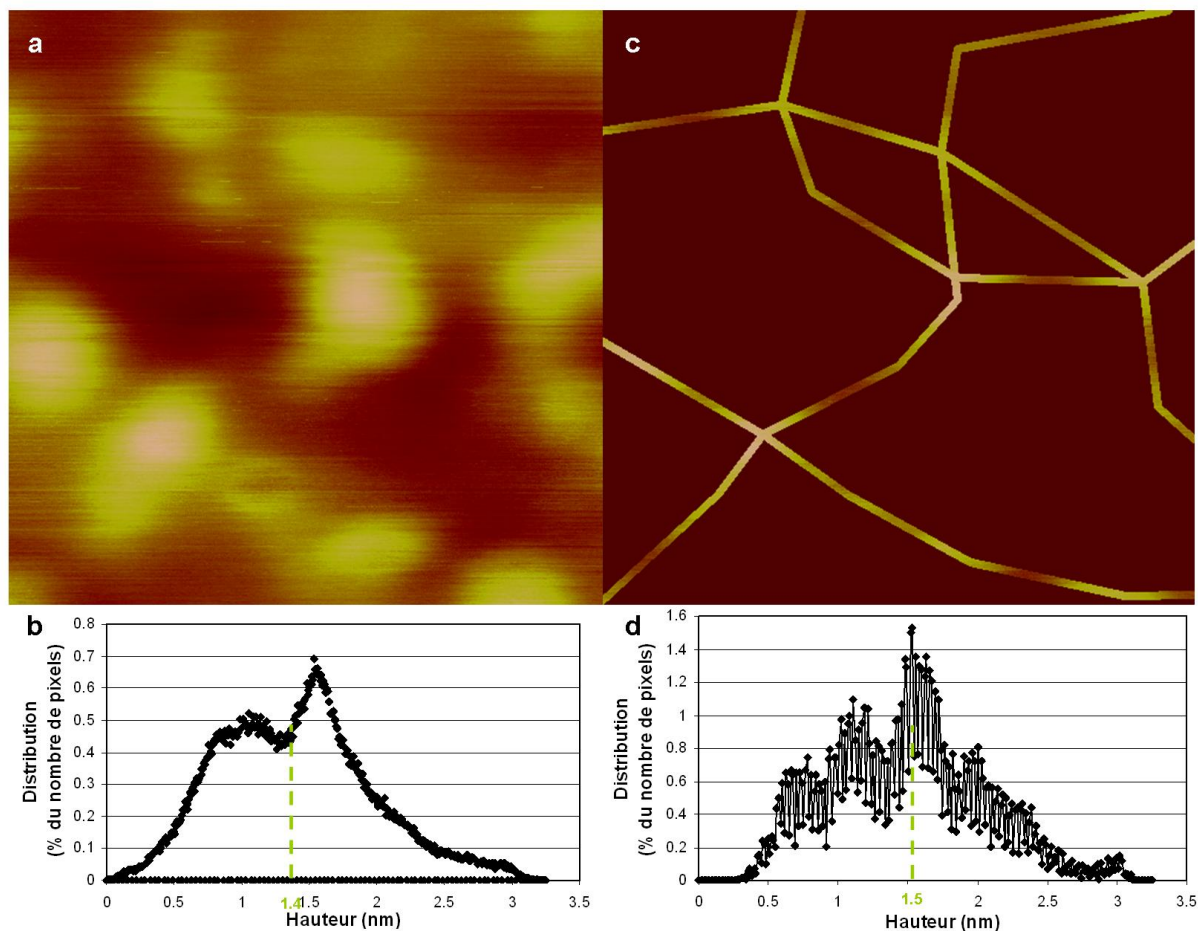 a
c
b
0.8
0.7
0.6
0.5
0.4
0.3
0.2
0.1
0
Distribution
(% du nombre de pixels)
0 0.5 1 1.5 2 2.5 3 3.5
1.4
Hauteur (nm)
d
1.6
1.4
1.2
1
0.8
0.6
0.4
0.2
0
Distribution
(% du nombre de pixels)
0 0.5 1 1.5 2 2.5 3 3.5
1.5
Hauteur (nm)